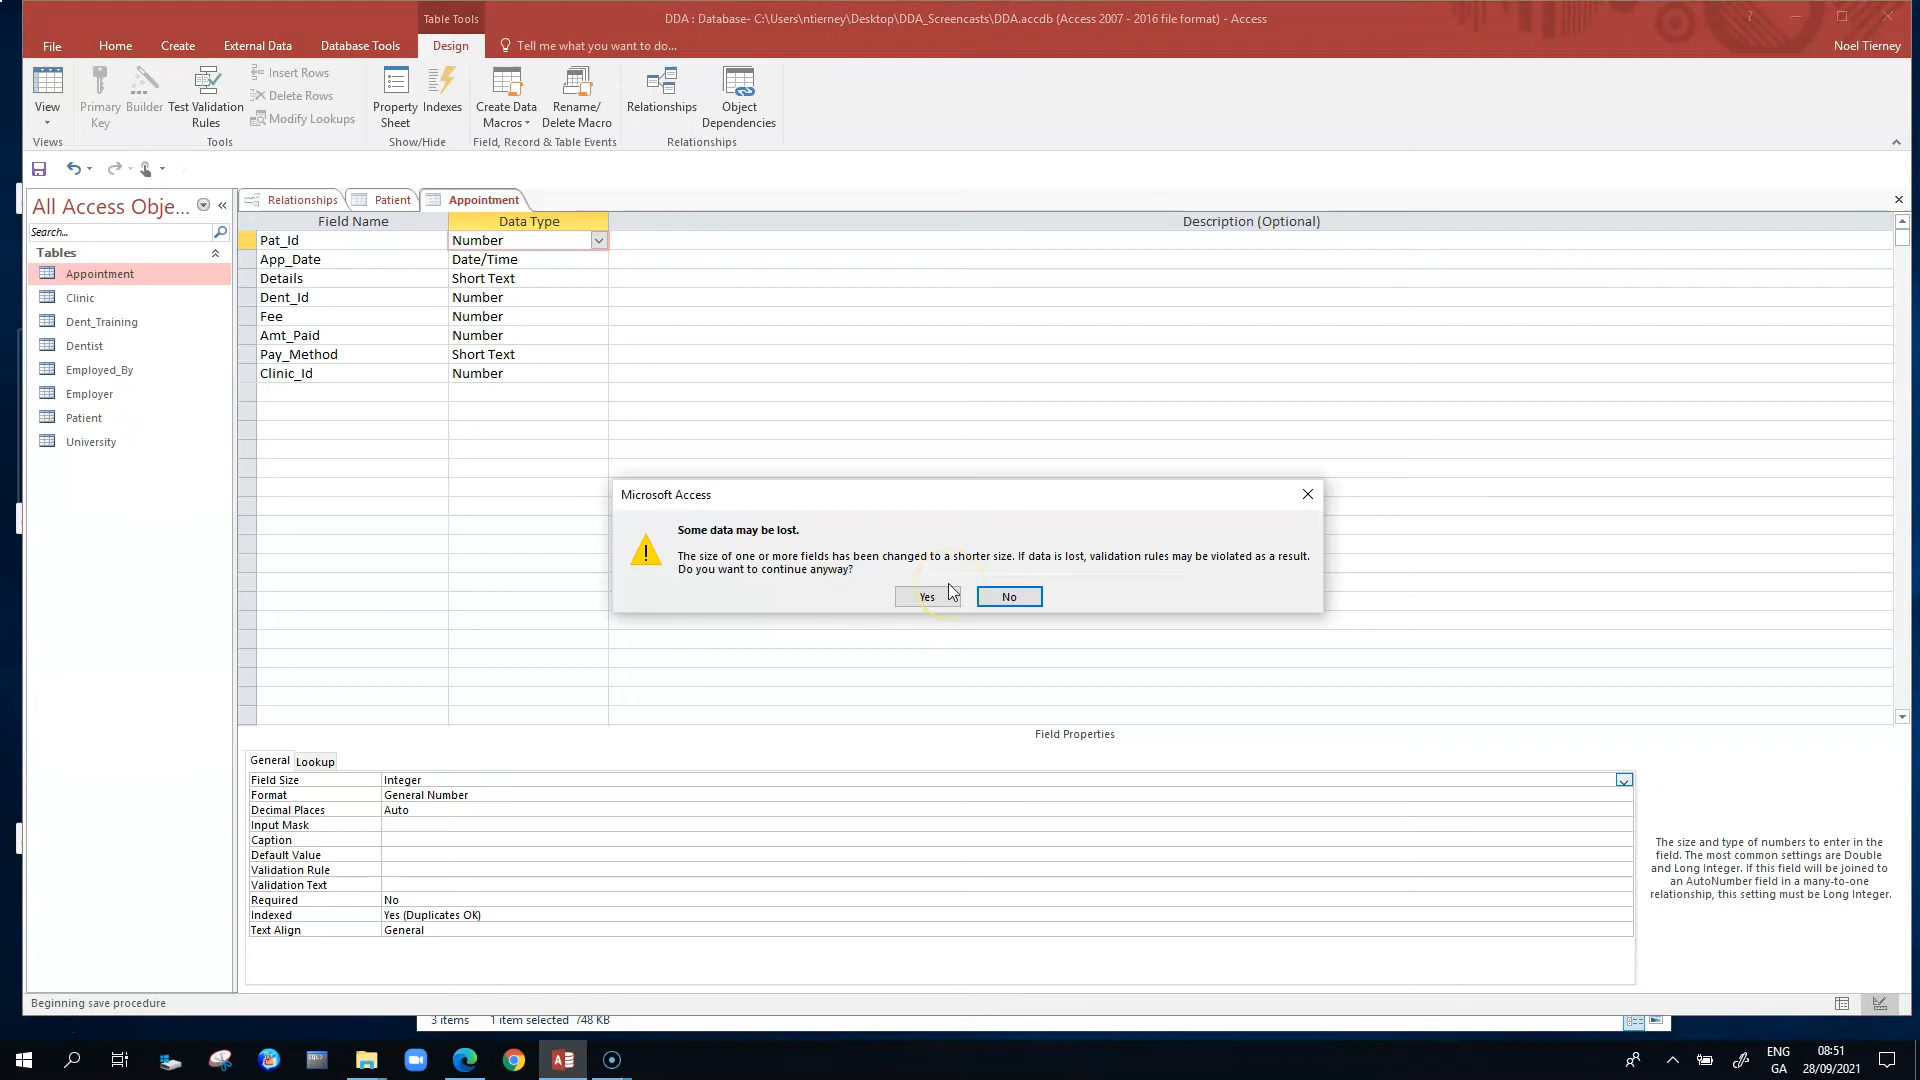 Table Tools
DDA : Database- C:\Users\ntierney\Desktop\DDA_Screencasts\DDA.accdb (Access 2007 - 2016 file format) - Access
?
File
Home
Create
External Data
Database Tools
Design
Tell me what you want to do...
Noel Tierney
View
Primary Key
Builder
Test Validation Rules
Insert Rows
Delete Rows
Modify Lookups
Property Sheet
Indexes
Create Data Macros
Rename/ Delete Macro
Relationships
Object Dependencies
Views
Tools
Show/Hide
Field, Record & Table Events
Relationships
All Access Obje...
Search...
Tables
Appointment
Clinic
Dent_Training
Dentist
Employed_By
Employer
Patient
University
Relationships
Patient
Appointment
Field Name
Data Type
Description (Optional)
Pat_Id Number
App_Date Date/Time
Details Short Text
Dent_Id Number
Fee Number
Amt_Paid Number
Pay_Method Short Text
Clinic_Id Number
Microsoft Access
Some data may be lost.
The size of one or more fields has been changed to a shorter size. If data is lost, validation rules may be violated as a result.
Do you want to continue anyway?
Yes
No
Field Properties
General
Lookup
Field Size Integer
Format General Number
Decimal Places Auto
Input Mask
Caption
Default Value
Validation Rule
Validation Text
Required No
Indexed Yes (Duplicates OK)
Text Align General
The size and type of numbers to enter in the
field. The most common settings are Double
and Long Integer. If this field will be joined to
an AutoNumber field in a many-to-one
relationship, this setting must be Long Integer.
Beginning save procedure
3 items
1 item selected 748 KB
ENG
GA
08:51
28/09/2021